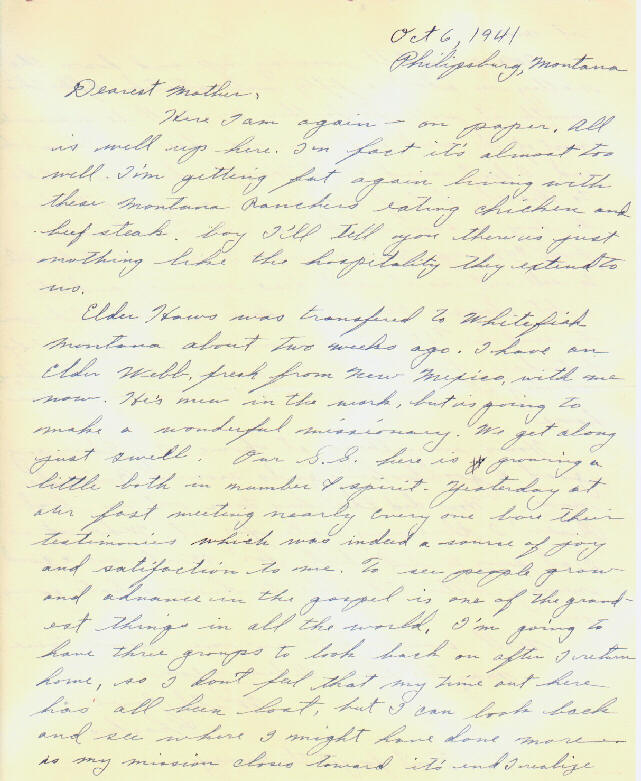 Oct 6, 1941
Philipsburg, Montana
Dearest Mother,
Here I am again - on paper. All
is well up here. I'm fact it's almost too
well. I'm getting fat again living with
these Montana Ranchers eating chicken and
beef steak. boy I'll tell you there is just
nothing like the hospitality they extend to
us.
Elder Haws was transfered to Whitefish
Montana about two weeks ago. I have an
Elder Webb, fresh from New Mexico, with me
now. He's new in the work, but is going to
make a wonderful missionary. We get along
just swell. Our S.S. here is growing a
little both in number & spirit. Yesterday at
our fast meeting nearly every one bore their
testimonies which was indeed a source of joy
and satifaction to me. To see people grow
and advance in the gospel is one of the grand-
est things in all the world. I'm going to
have three groups to look back on after I return
home, so I don't feel that my time out here
has all been lost, but I can look back
and see where I might have done more
as my mission closes toward it's end I realize